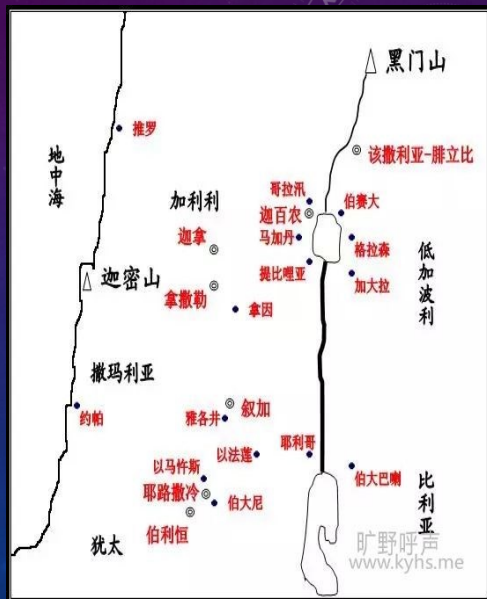 黑门山
推罗
地中海
该撒利亚-腓立比
哥拉汛
伯赛大
加利利
迦百农
迦拿
马加丹
格拉森
低加波利
提比哩亚
加大拉
迦密山
拿撒勒
拿因
撒玛利亚
叙加
约帕
雅各井
以法莲
耶利哥
以马忤斯
伯大巴喇
比利亚
耶路撒冷
伯大尼
伯利恒
犹太
旷野呼声
www.kyhs.me